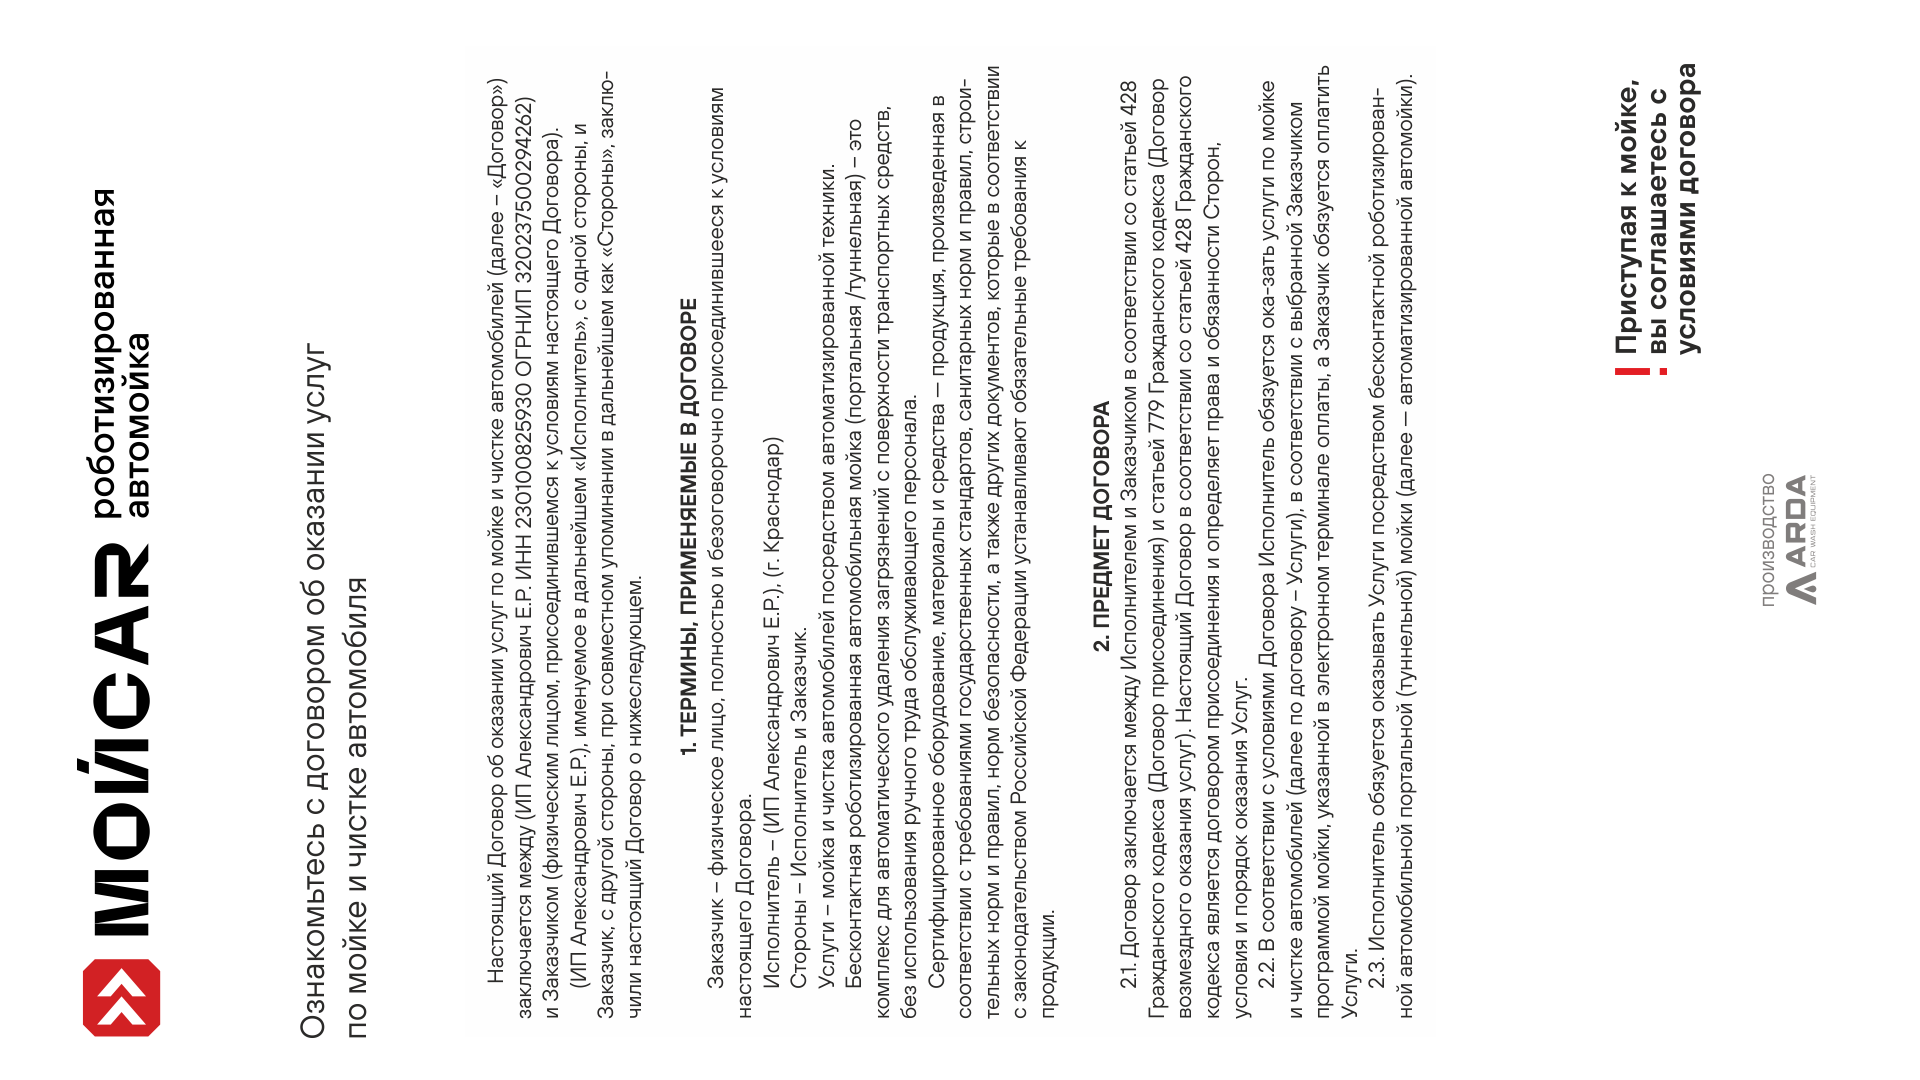 МОЙCAR роботизированная
автомойка
Ознакомьтесь с договором об оказании услуг
по мойке и чистке автомобиля
Настоящий Договор об оказании услуг по мойке и чистке автомобилей (далее – «Договор»)
заключается между (ИП Александрович Е.Р. ИНН 230100825930 ОГРНИП 320237500294262)
и Заказчиком (физическим лицом, присоединившемся к условиям настоящего Договора).
(ИП Александрович Е.Р.), именуемое в дальнейшем «Исполнитель», с одной стороны, и
Заказчик, с другой стороны, при совместном упоминании в дальнейшем как «Стороны», заклю-
чили настоящий Договор о нижеследующем.
1. ТЕРМИНЫ, ПРИМЕНЯЕМЫЕ В ДОГОВОРЕ
Заказчик – физическое лицо, полностью и безоговорочно присоединившееся к условиям
настоящего Договора.
Исполнитель – (ИП Александрович Е.Р.), (г. Краснодар)
Стороны – Исполнитель и Заказчик.
Услуги – мойка и чистка автомобилей посредством автоматизированной техники.
Бесконтактная роботизированная автомобильная мойка (портальная /туннельная) – это
комплекс для автоматического удаления загрязнений с поверхности транспортных средств,
без использования ручного труда обслуживающего персонала.
Сертифицированное оборудование, материалы и средства — продукция, произведенная в
соответствии с требованиями государственных стандартов, санитарных норм и правил, строи-
тельных норм и правил, норм безопасности, а также других документов, которые в соответствии
с законодательством Российской Федерации устанавливают обязательные требования к
продукции.
2. ПРЕДМЕТ ДОГОВОРА
2.1. Договор заключается между Исполнителем и Заказчиком в соответствии со статьей 428
Гражданского кодекса (Договор присоединения) и статьей 779 Гражданского кодекса (Договор
возмездного оказания услуг). Настоящий Договор в соответствии со статьей 428 Гражданского
кодекса является договором присоединения и определяет права и обязанности Сторон,
условия и порядок оказания Услуг.
2.2. В соответствии с условиями Договора Исполнитель обязуется ока-зать услуги по мойке
и чистке автомобилей (далее по договору – Услуги), в соответствии с выбранной Заказчиком
программой мойки, указанной в электронном терминале оплаты, а Заказчик обязуется оплатить
Услуги.
2.3. Исполнитель обязуется оказывать Услуги посредством бесконтактной роботизирован-
ной автомобильной портальной (туннельной) мойки (далее — автоматизированной автомойки).
! Приступая к мойке,
вы соглашаетесь с
условиями договора
производство
ARDA
CAR WASH EQUIPMENT